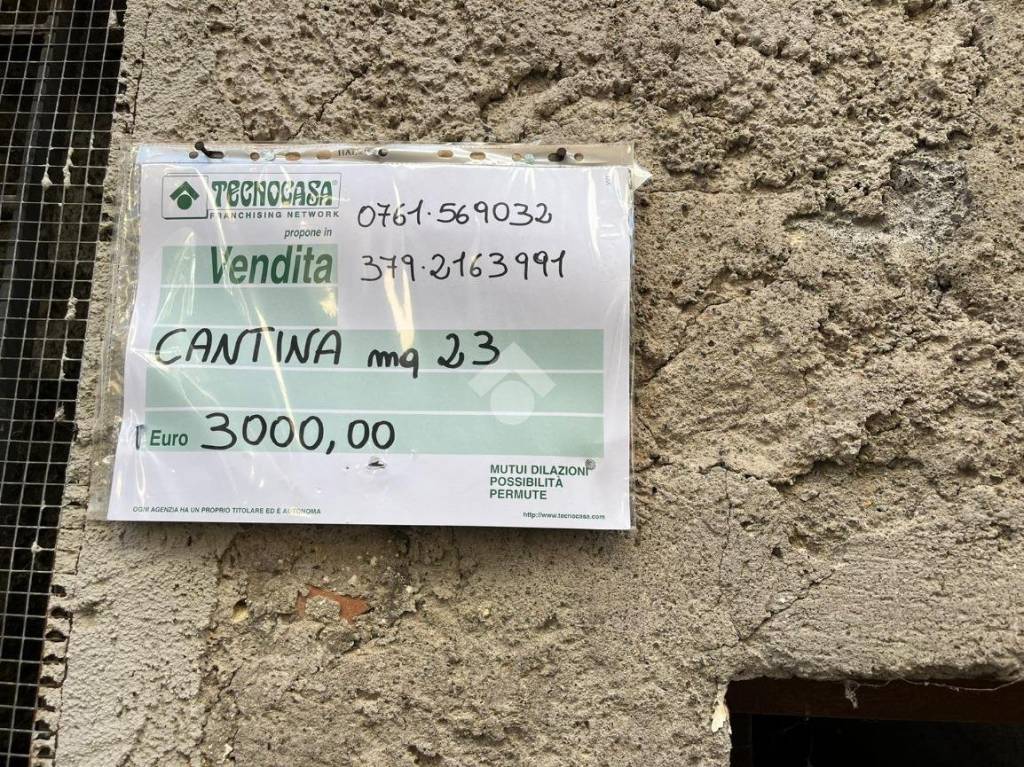 TECNOCASA
FRANCHISING NETWORK
propone in
Vendita
0761.569032
379.2163991
CANTINA mq 23
Euro 3000,00
MUTUI DILAZIONI
POSSIBILITÀ
PERMUTE
OGNI AGENZIA HA UN PROPRIO TITOLARE ED È AUTONOMA
http://www.tecnocasa.com